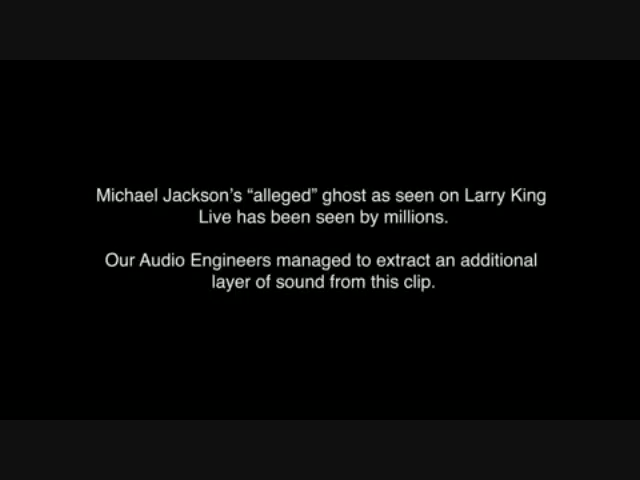 Michael Jackson's “alleged” ghost as seen on Larry King
Live has been seen by millions.
Our Audio Engineers managed to extract an additional
layer of sound from this clip.